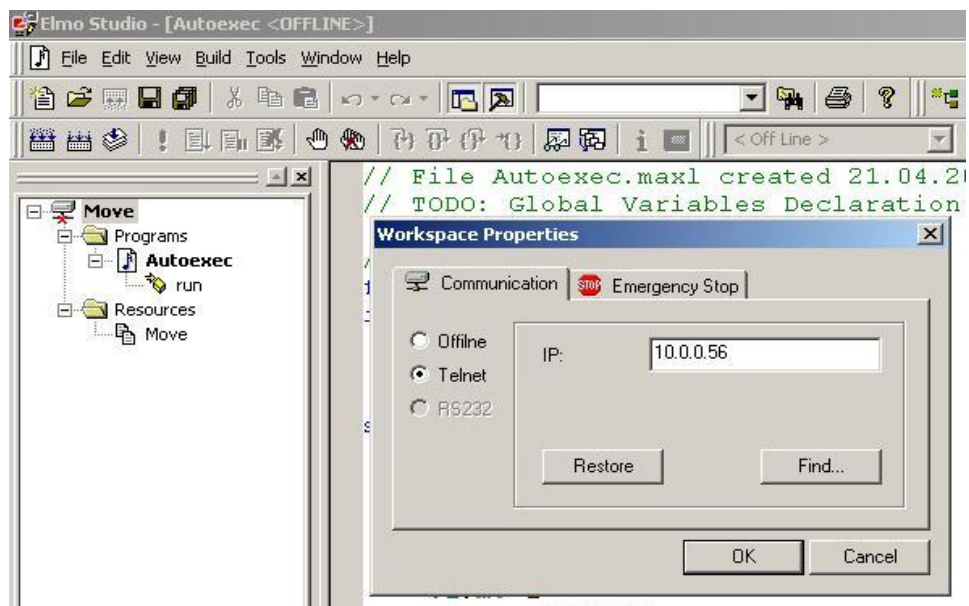 Elmo Studio - [Autoexec <OFFLINE>]
File Edit View Build Tools Window Help
< Off Line >
// File Autoexec.maxl created 21.04.20
// TODO: Global Variables Declaration
Move
Programs
Autoexec
run
Resources
Move
Workspace Properties
Communication
STOP Emergency Stop
Offilne
Telnet
RS232
IP: 10.0.0.56
Restore Find...
OK Cancel